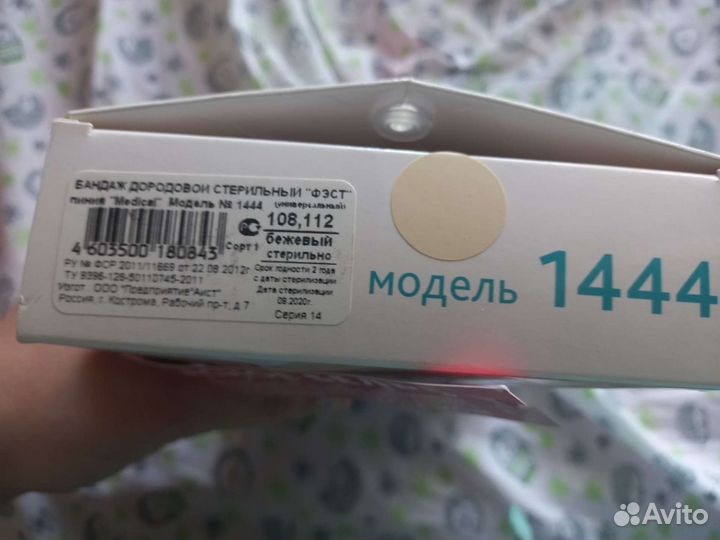 БАНДАЖ ДОРОДОВОЙ СТЕРИЛЬНЫЙ "ФЭСТ"
линия "Medical" Модель № 1444 (универсальный)
108,112
бежевый
стерильно
4 603500 180843
Сорт 1
РУ № ФСР 2011/11669 от 22.08.2012г
ТУ 9396-128-50110745-2011
Изгот. ООО "Предприятие"Аист"
Россия, г. Кострома, Рабочий пр-т, д.7
Срок годности 2 года
с даты стерилизации
Дата стерилизации
09.2020г.
Серия 14
модель 1444
Avito